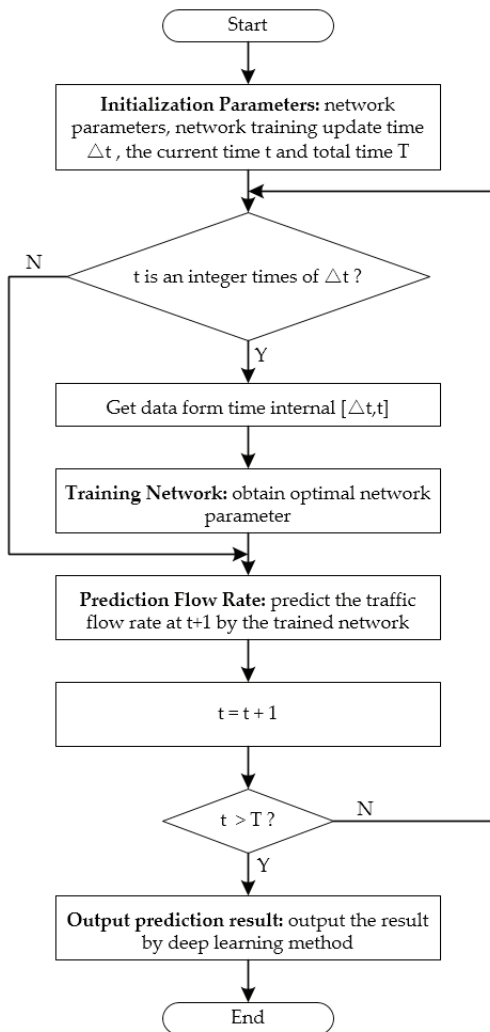 Start
Initialization Parameters: network
parameters, network training update time
△t , the current time t and total time T
N
t is an integer times of △t ?
Y
Get data form time internal [△t,t]
Training Network: obtain optimal network
parameter
Prediction Flow Rate: predict the traffic
flow rate at t+1 by the trained network
t = t + 1
t > T ?
N
Y
Output prediction result: output the result
by deep learning method
End